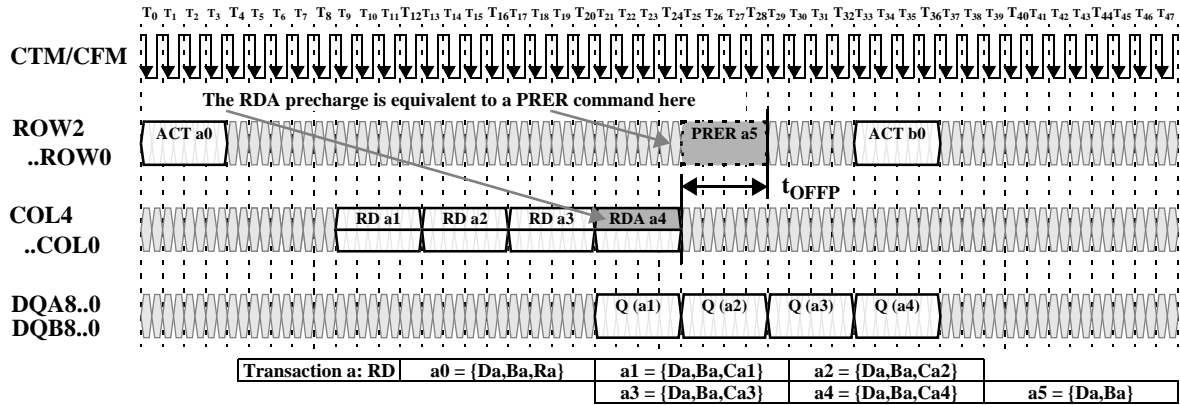 T0 T1 T2 T3 T4 T5 T6 T7 T8 T9 T10 T11 T12 T13 T14 T15 T16 T17 T18 T19 T20 T21 T22 T23 T24 T25 T26 T27 T28 T29 T30 T31 T32 T33 T34 T35 T36 T37 T38 T39 T40 T41 T42 T43 T44 T45 T46 T47
CTM/CFM
The RDA precharge is equivalent to a PRER command here
ROW2 ACT a0 PRER a5 ACT b0
..ROW0
tOFFP
COL4 RD a1 RD a2 RD a3 RDA a4
..COL0
DQA8..0 Q (a1) Q (a2) Q (a3) Q (a4)
DQB8..0
Transaction a: RD a0 = {Da,Ba,Ra} a1 = {Da,Ba,Ca1} a2 = {Da,Ba,Ca2}
a3 = {Da,Ba,Ca3} a4 = {Da,Ba,Ca4} a5 = {Da,Ba}